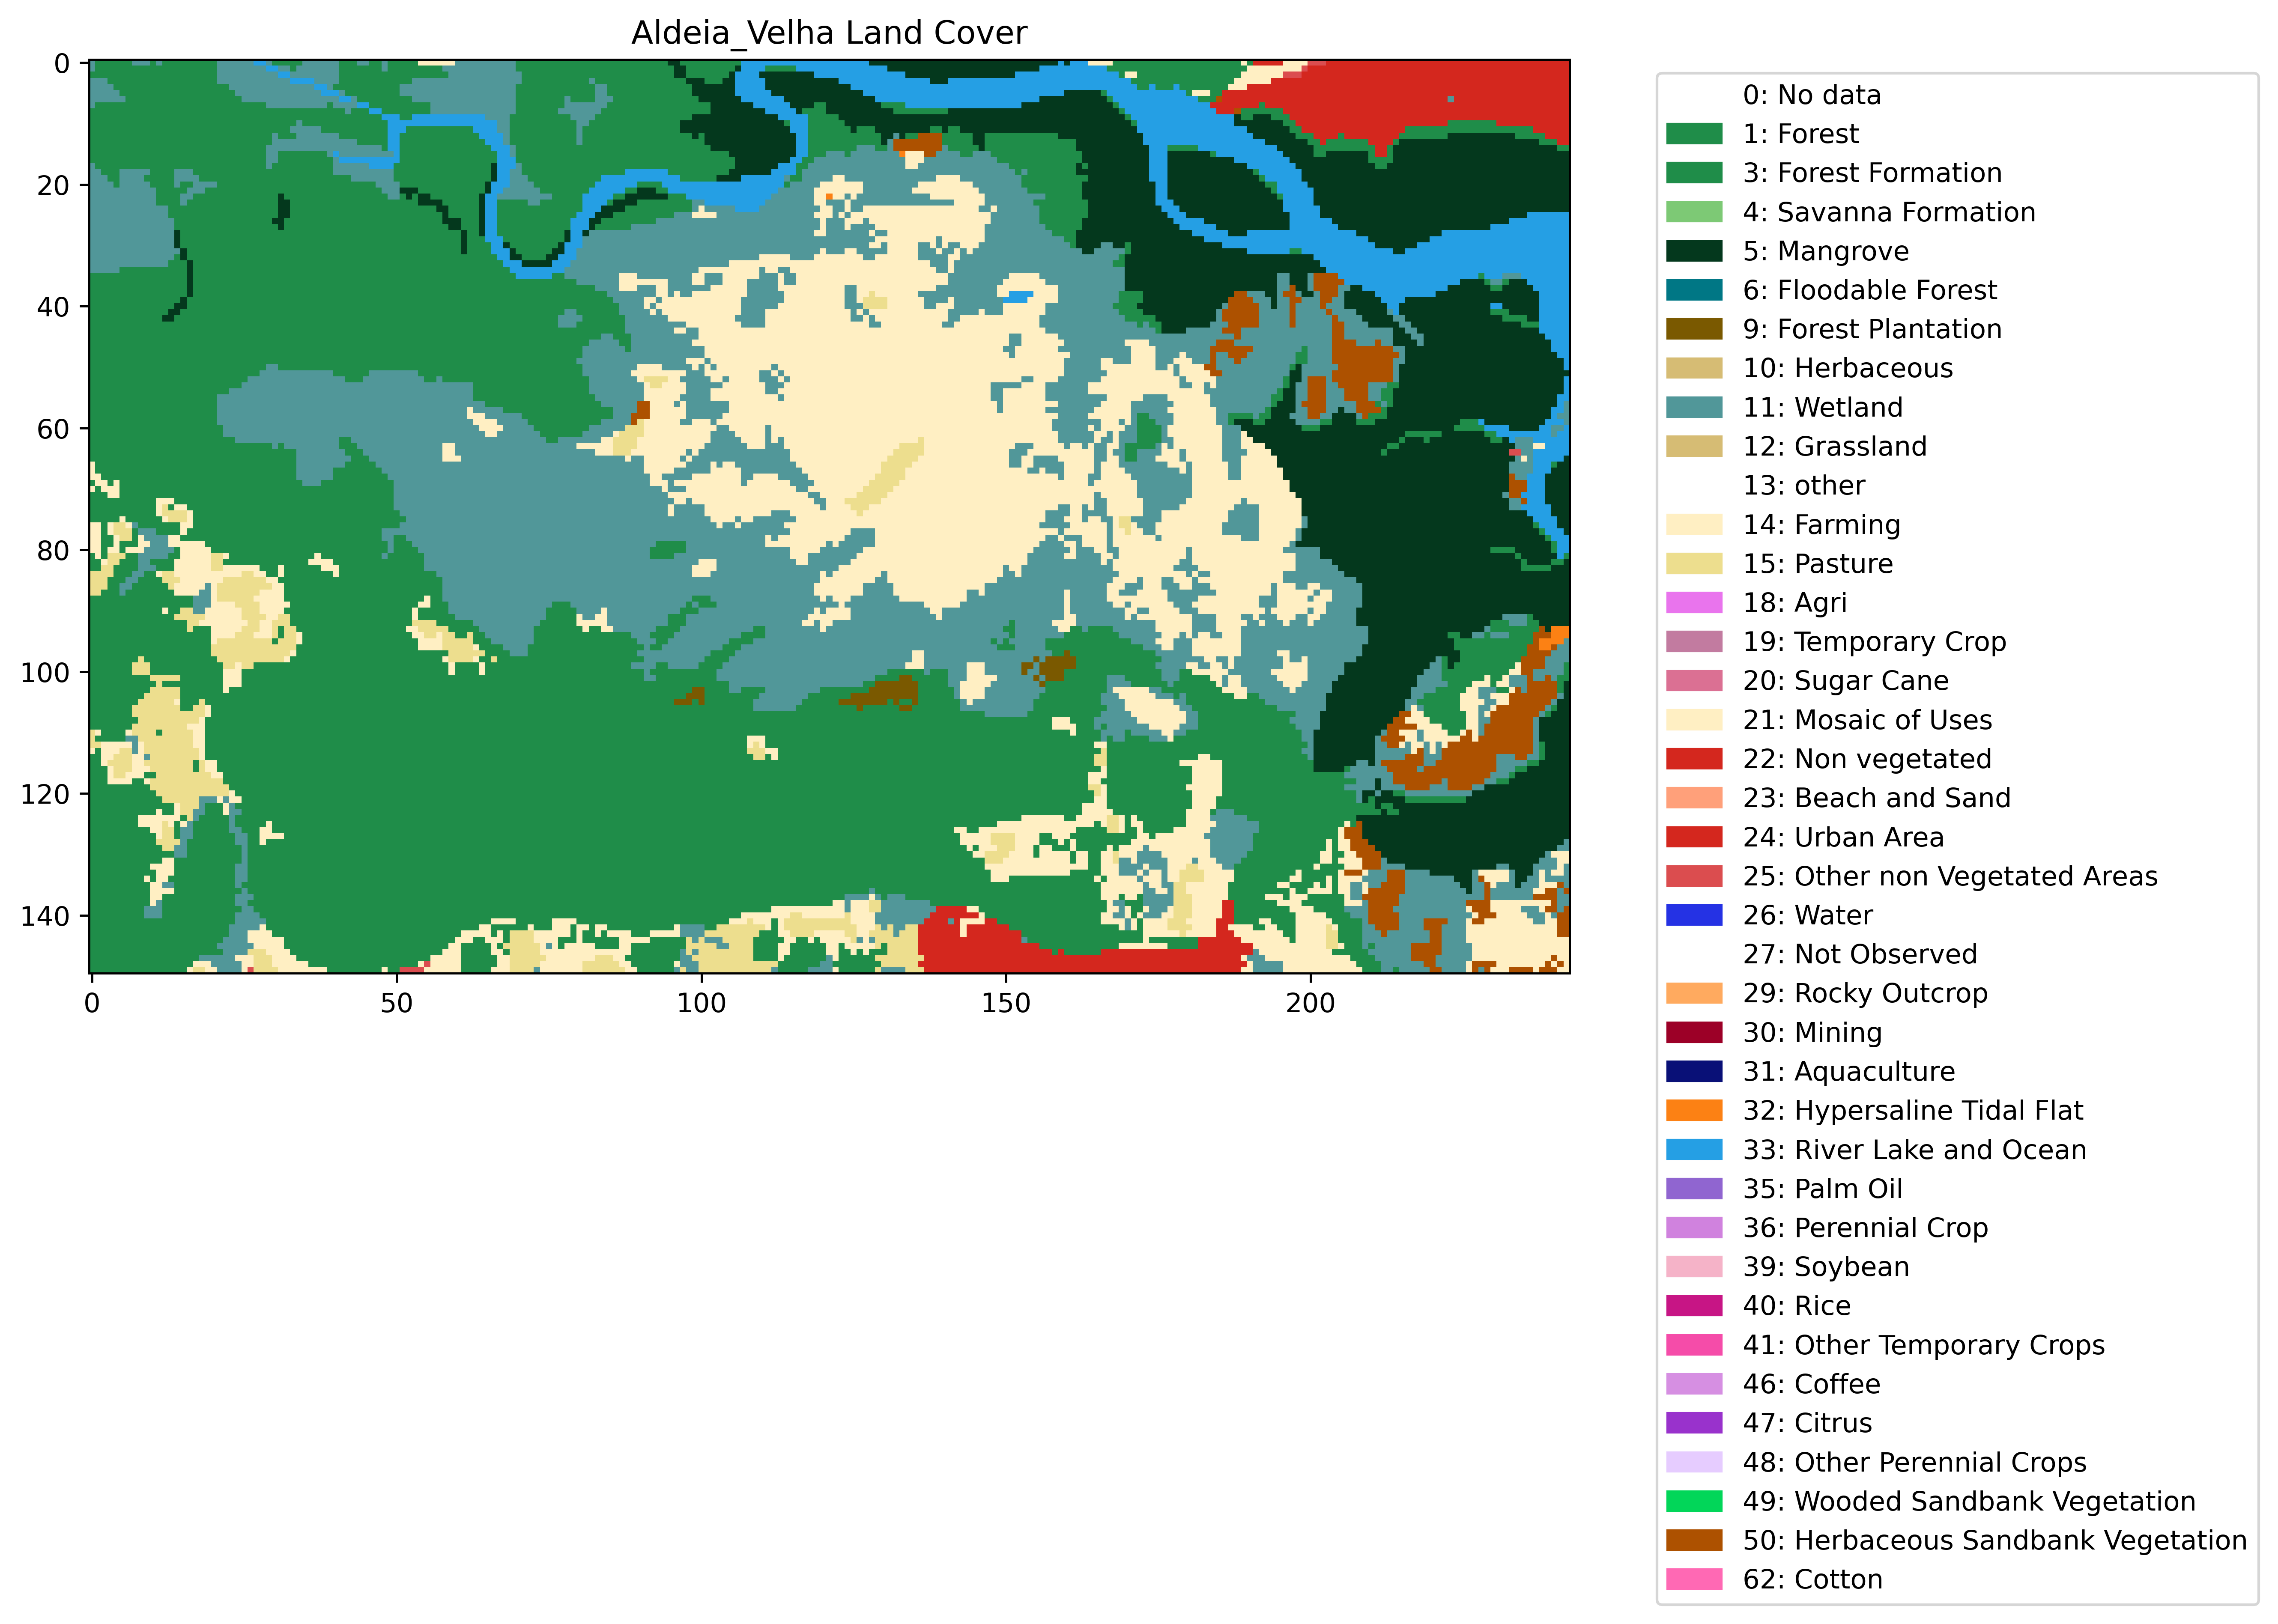 Aldeia_Velha Land Cover
0
20
40
60
80
100
120
140
0
50
100
150
200
0: No data
1: Forest
3: Forest Formation
4: Savanna Formation
5: Mangrove
6: Floodable Forest
9: Forest Plantation
10: Herbaceous
11: Wetland
12: Grassland
13: other
14: Farming
15: Pasture
18: Agri
19: Temporary Crop
20: Sugar Cane
21: Mosaic of Uses
22: Non vegetated
23: Beach and Sand
24: Urban Area
25: Other non Vegetated Areas
26: Water
27: Not Observed
29: Rocky Outcrop
30: Mining
31: Aquaculture
32: Hypersaline Tidal Flat
33: River Lake and Ocean
35: Palm Oil
36: Perennial Crop
39: Soybean
40: Rice
41: Other Temporary Crops
46: Coffee
47: Citrus
48: Other Perennial Crops
49: Wooded Sandbank Vegetation
50: Herbaceous Sandbank Vegetation
62: Cotton